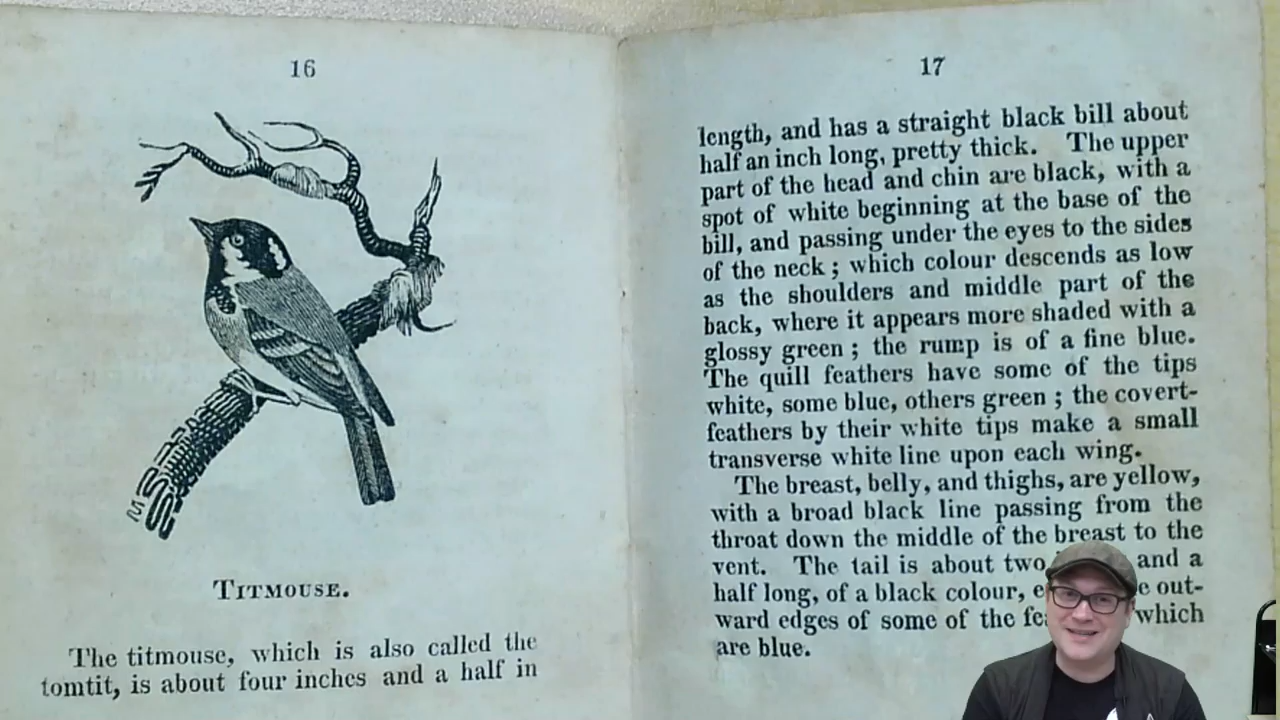 16
TITMOUSE.
The titmouse, which is also called the
tomtit, is about four inches and a half in
17
length, and has a straight black bill about
half an inch long, pretty thick. The upper
part of the head and chin are black, with a
spot of white beginning at the base of the
bill, and passing under the eyes to the sides
of the neck ; which colour descends as low
as the shoulders and middle part of the
back, where it appears more shaded with a
glossy green ; the rump is of a fine blue.
The quill feathers have some of the tips
white, some blue, others green ; the covert-
feathers by their white tips make a small
transverse white line upon each wing.
The breast, belly, and thighs, are yellow,
with a broad black line passing from the
throat down the middle of the breast to the
vent. The tail is about two and a
half long, of a black colour, out-
ward edges of some of the which
are blue.